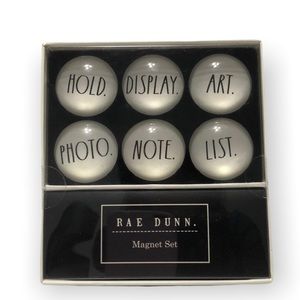 HOLD. DISPLAY. ART.
PHOTO. NOTE. LIST.
RAE DUNN.
Magnet Set